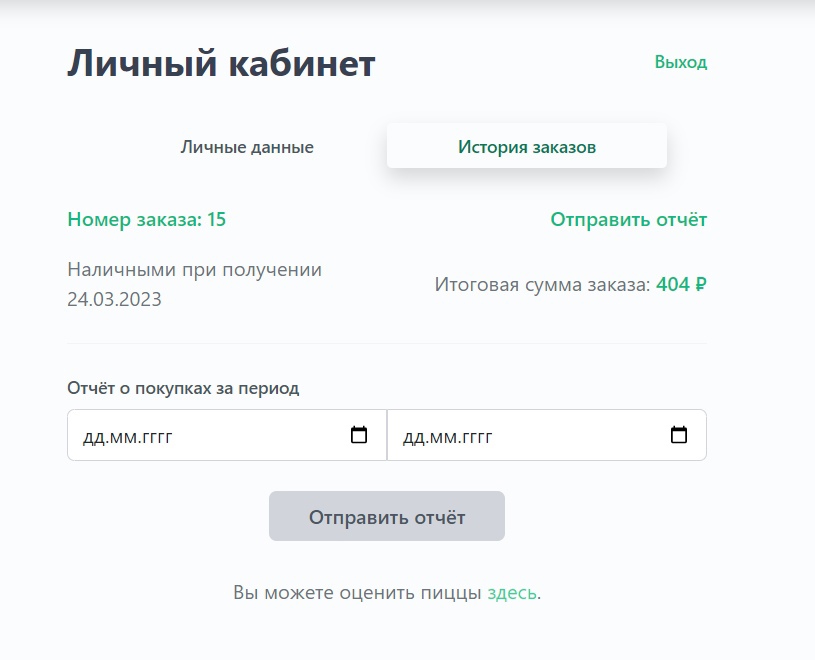 Личный кабинет
Выход
Личные данные
История заказов
Номер заказа: 15
Отправить отчёт
Наличными при получении
24.03.2023
Итоговая сумма заказа: 404 ₽
Отчёт о покупках за период
дд.мм.гггг
дд.мм.гггг
Отправить отчёт
Вы можете оценить пиццы здесь.